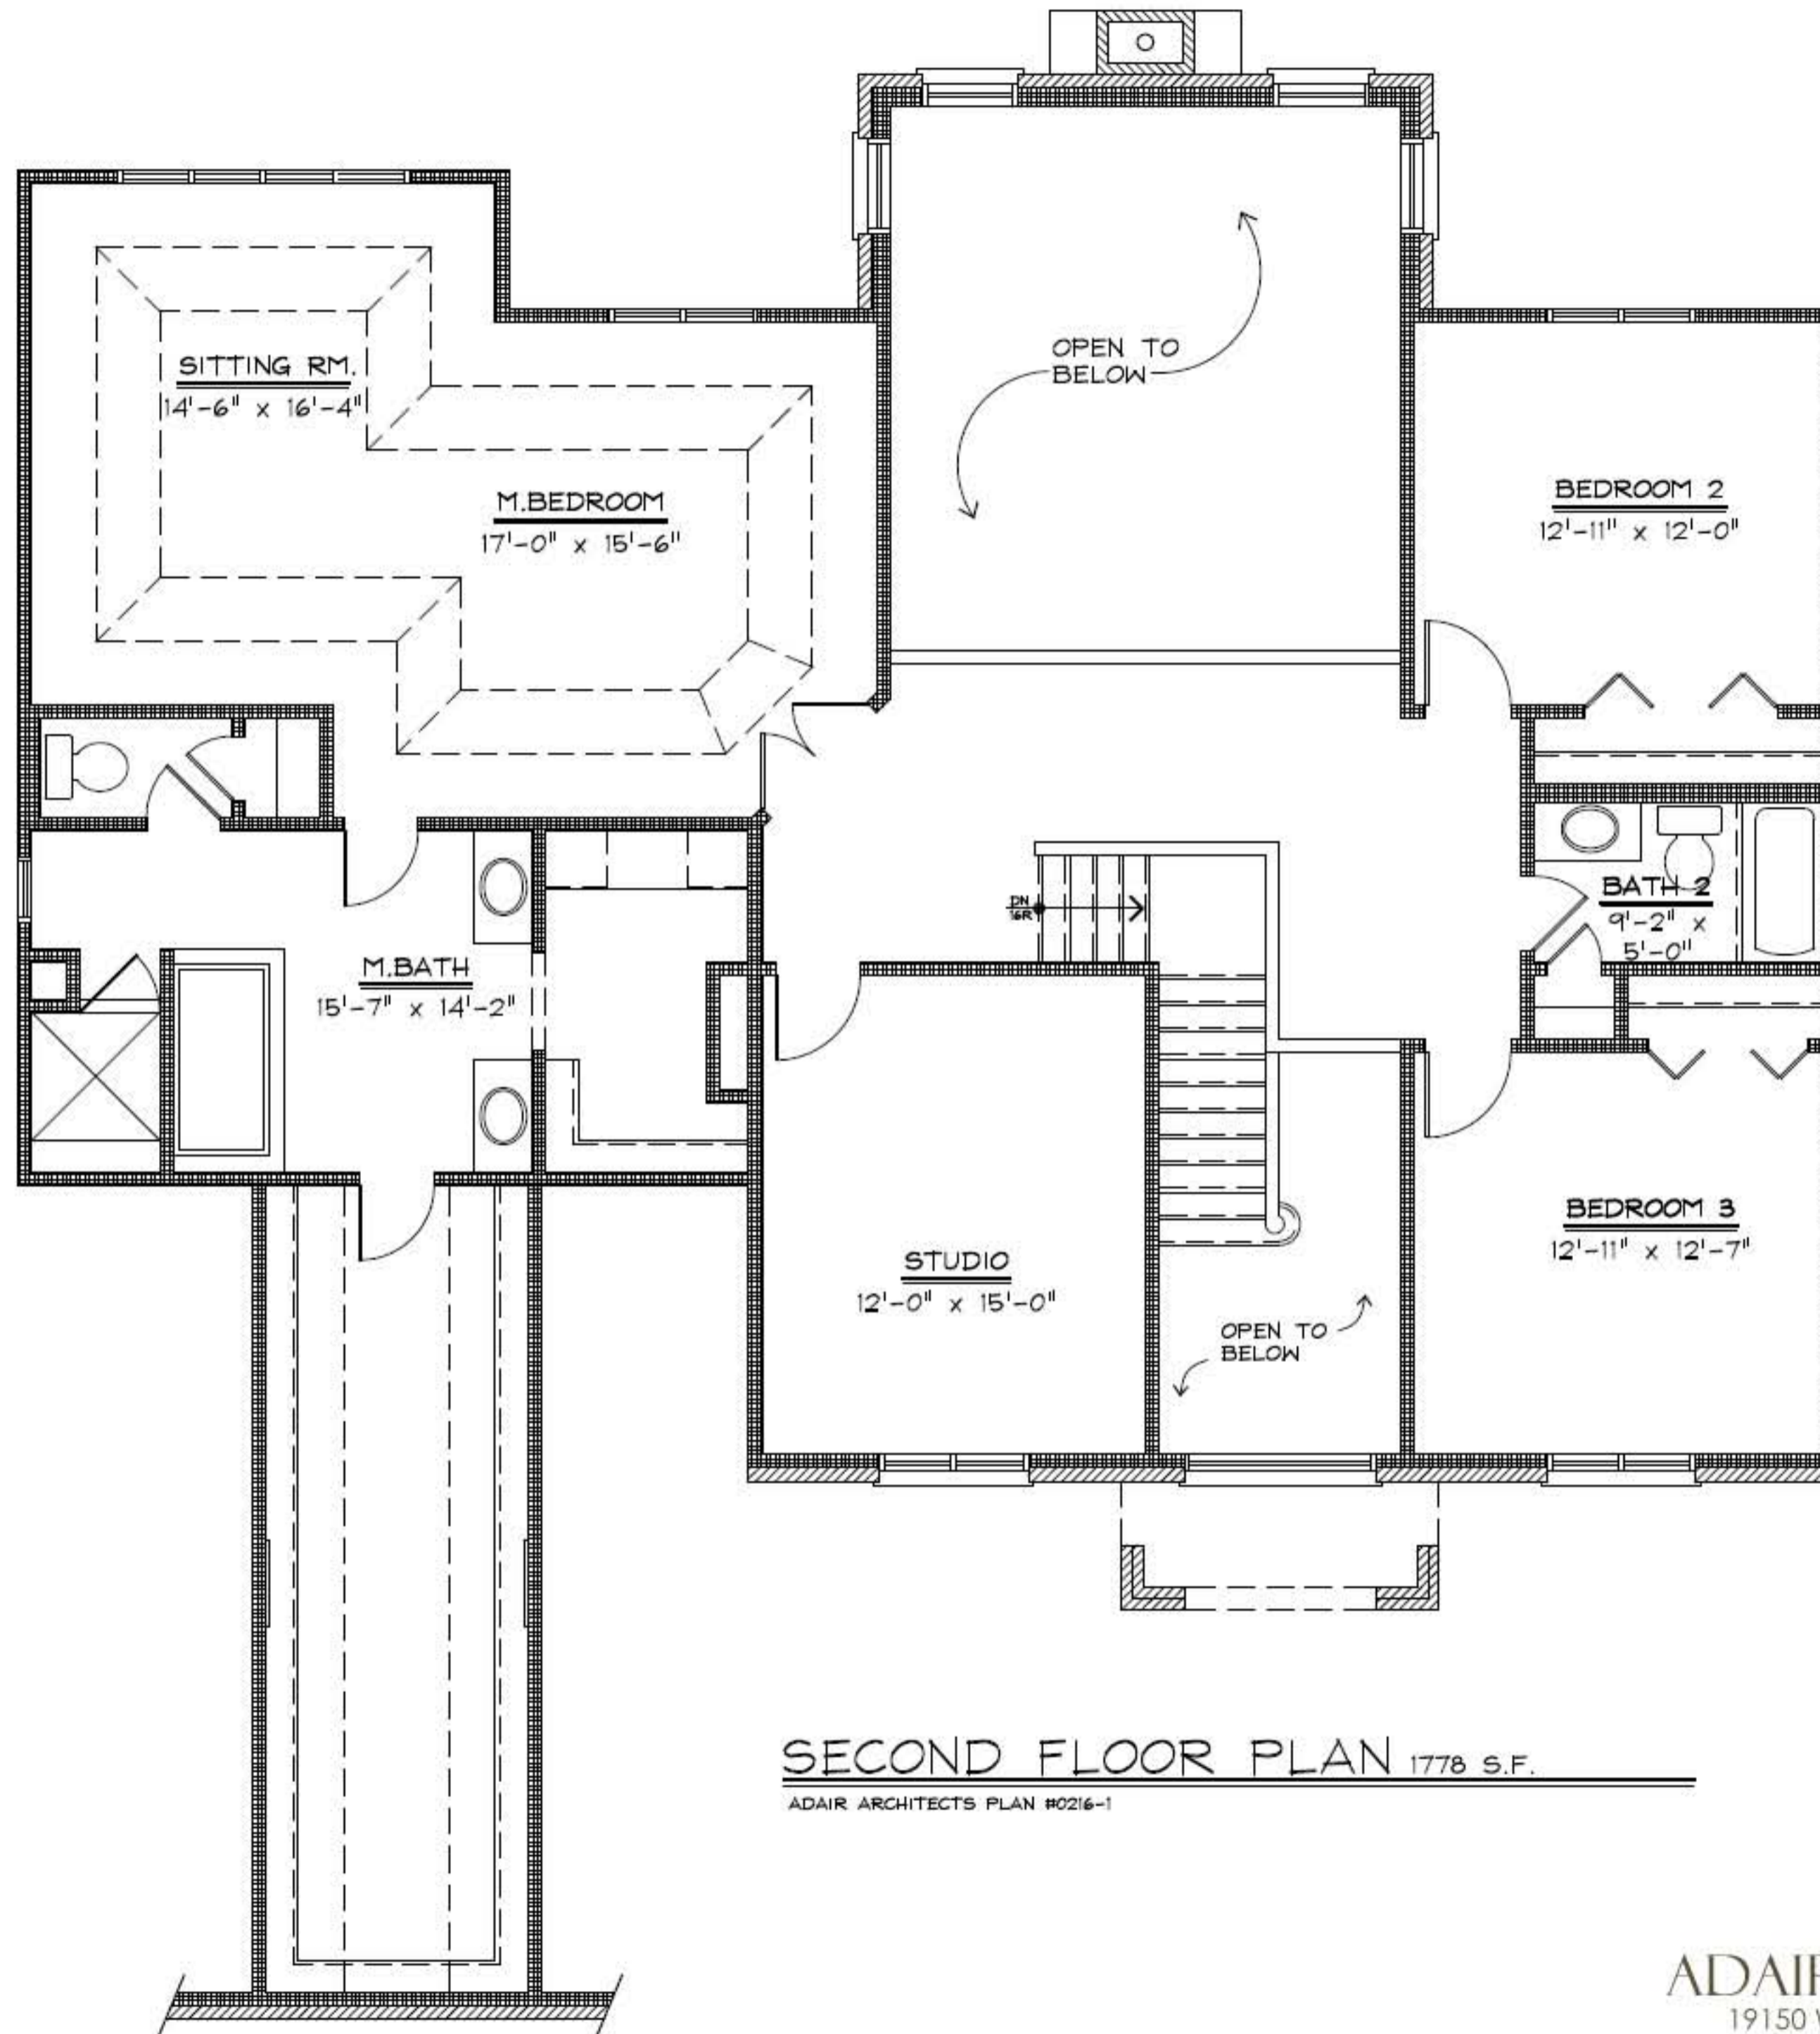 OPEN TO
BELOW
SITTING RM.
14'-6" x 16'-4"
M.BEDROOM
17'-0" x 15'-6"
BEDROOM 2
12'-11" x 12'-0"
DN
16R
BATH 2
9'-2" x
5'-0"
M.BATH
15'-7" x 14'-2"
STUDIO
12'-0" x 15'-0"
BEDROOM 3
12'-11" x 12'-7"
OPEN TO
BELOW
SECOND FLOOR PLAN 1778 S.F.
ADAIR ARCHITECTS PLAN #0216-1
ADAIR
19150